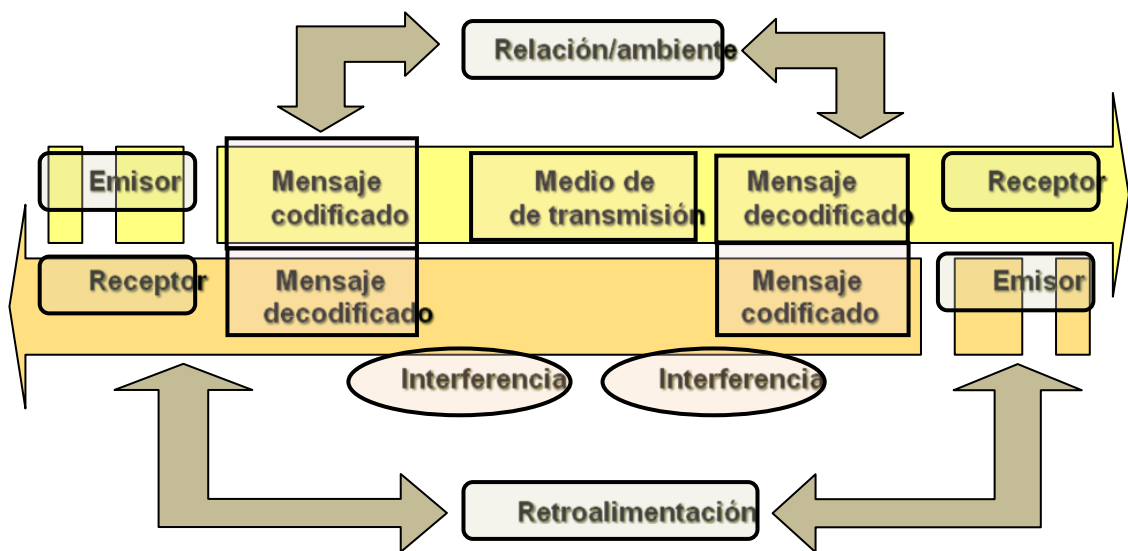 Relación/ambiente
Emisor
Mensaje
codificado
Medio de
de transmisión
Mensaje
decodificado
Receptor
Receptor
Mensaje
decodificado
Mensaje
codificado
Emisor
Interferencia
Interferencia
Retroalimentación